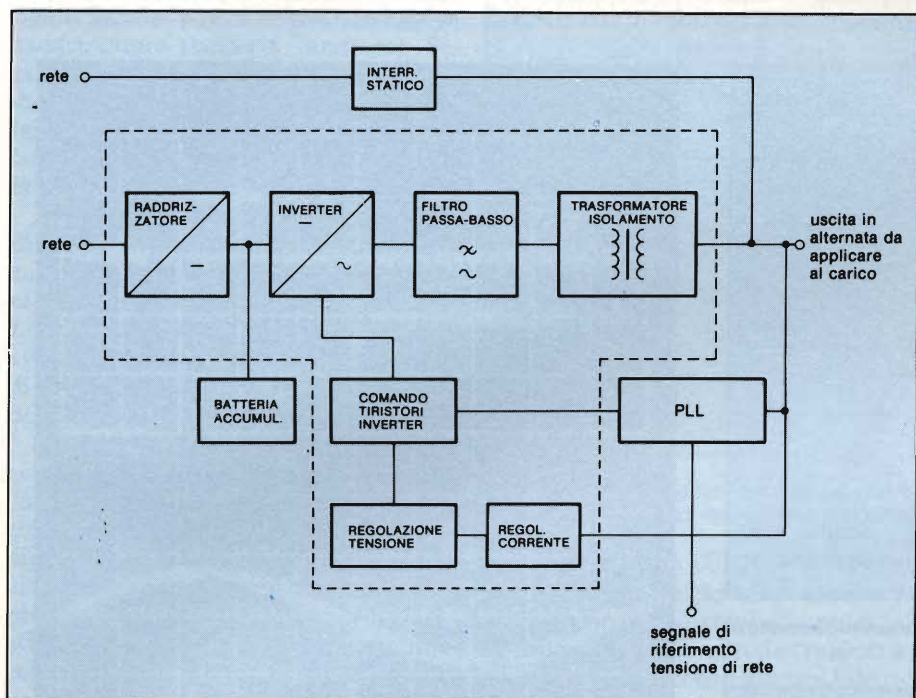 rete
INTERR.
STATICO
RADDRIZ-
ZATORE
INVERTER
FILTRO
PASSA-BASSO
TRASFORMATORE
ISOLAMENTO
rete
uscita in
alternata da
applicare
al carico
BATTERIA
ACCUMUL.
COMANDO
TIRISTORI
INVERTER
PLL
REGOLAZIONE
TENSIONE
REGOL.
CORRENTE
segnale di
riferimento
tensione di rete